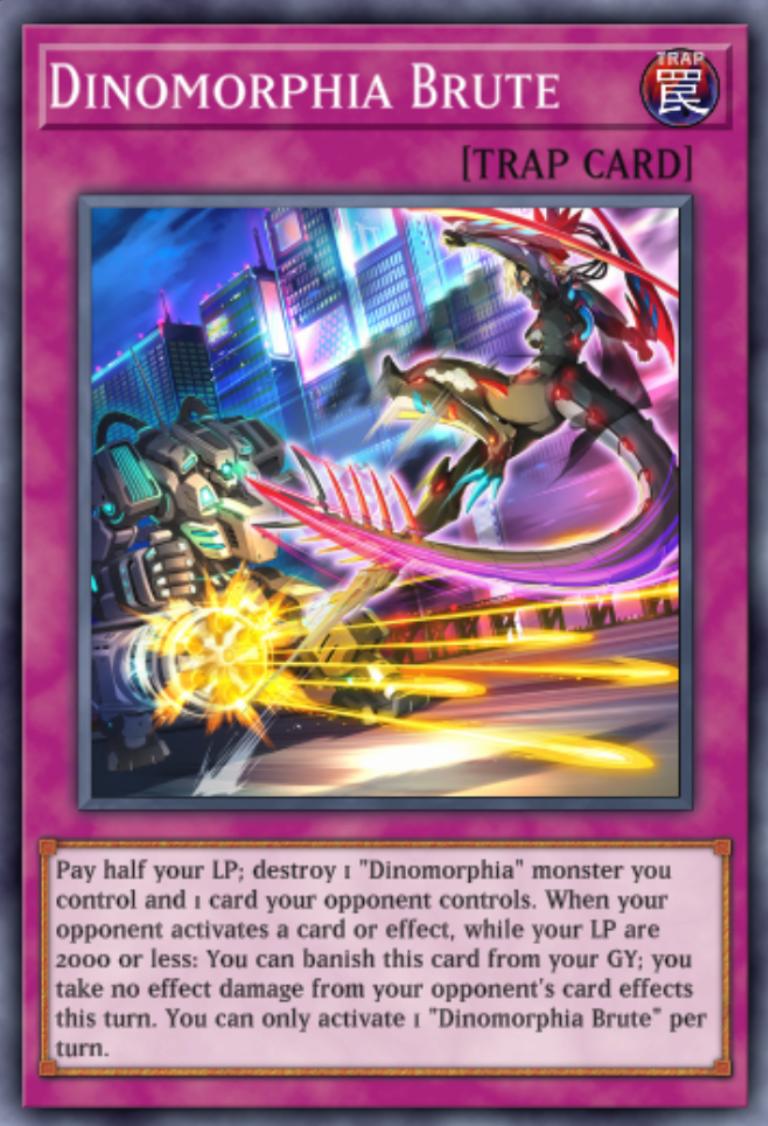 DINOMORPHIA BRUTE
TRAP
罠
[TRAP CARD]
Pay half your LP; destroy 1 "Dinomorphia" monster you
control and 1 card your opponent controls. When your
opponent activates a card or effect, while your LP are
2000 or less: You can banish this card from your GY; you
take no effect damage from your opponent's card effects
this turn. You can only activate 1 "Dinomorphia Brute" per
turn.